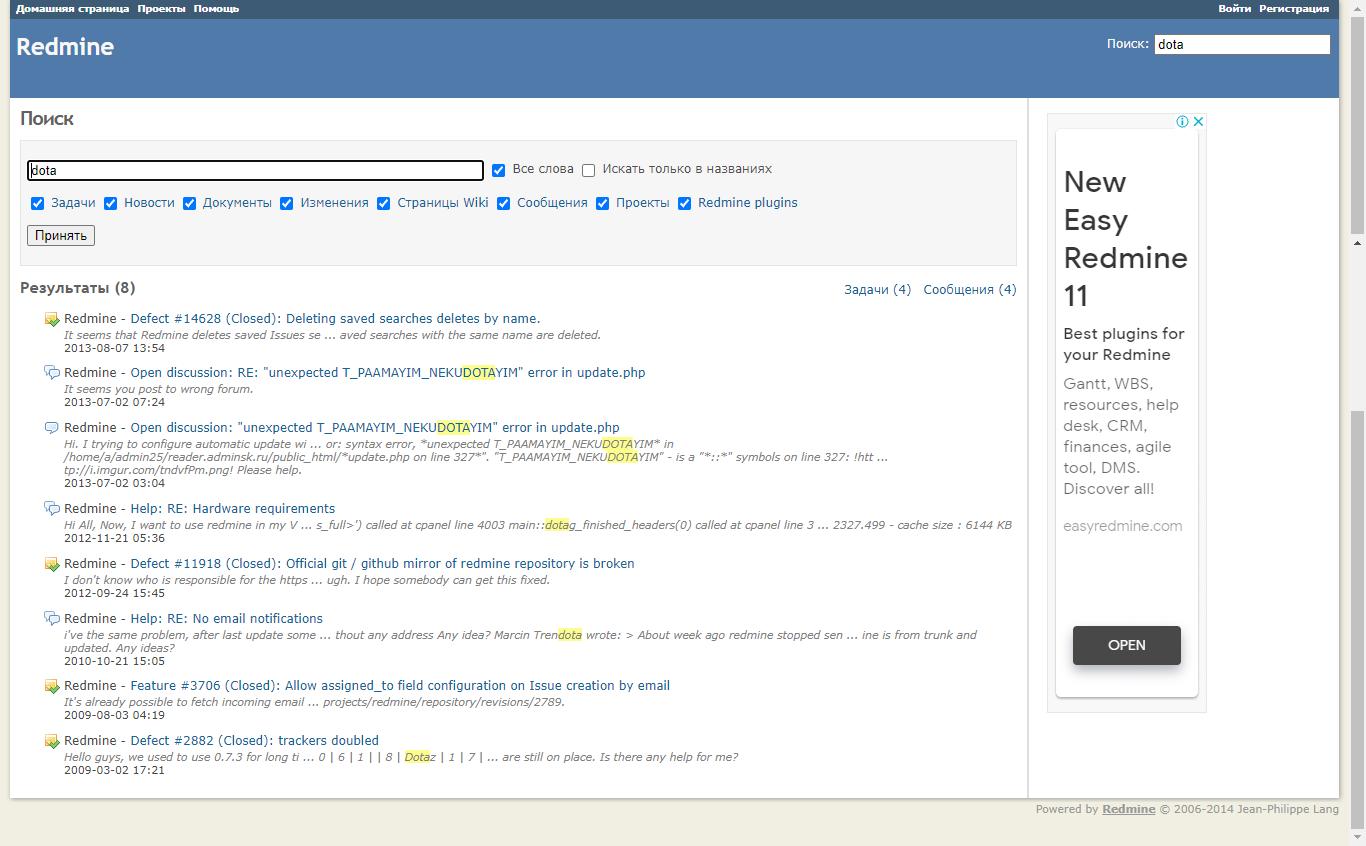 Домашняя страница Проекты Помощь
Войти Регистрация
Redmine
Поиск: dota
Поиск
dota Все слова Искать только в названиях
Задачи Новости Документы Изменения Страницы Wiki Сообщения Проекты Redmine plugins
Принять
Результаты (8)
Задачи (4) Сообщения (4)
Redmine - Defect #14628 (Closed): Deleting saved searches deletes by name.
It seems that Redmine deletes saved Issues se ... aved searches with the same name are deleted.
2013-08-07 13:54
Redmine - Open discussion: RE: "unexpected T_PAAMAYIM_NEKUDOTAYIM" error in update.php
It seems you post to wrong forum.
2013-07-02 07:24
Redmine - Open discussion: "unexpected T_PAAMAYIM_NEKUDOTAYIM" error in update.php
Hi. I trying to configure automatic update wi ... or: syntax error, *unexpected T_PAAMAYIM_NEKUDOTAYIM* in
/home/a/admin25/reader.adminsk.ru/public_html/*update.php on line 327*". "T_PAAMAYIM_NEKUDOTAYIM" - is a "*::*" symbols on line 327: !htt ...
tp://i.imgur.com/tndvfPm.png! Please help.
2013-07-02 03:04
Redmine - Help: RE: Hardware requirements
Hi All, Now, I want to use redmine in my V ... s_full>') called at cpanel line 4003 main::dotag_finished_headers(0) called at cpanel line 3 ... 2327.499 - cache size : 6144 KB
2012-11-21 05:36
Redmine - Defect #11918 (Closed): Official git / github mirror of redmine repository is broken
I don't know who is responsible for the https ... ugh. I hope somebody can get this fixed.
2012-09-24 15:45
Redmine - Help: RE: No email notifications
i've the same problem, after last update some ... thout any address Any idea? Marcin Trendota wrote: > About week ago redmine stopped sen ... ine is from trunk and
updated. Any ideas?
2010-10-21 15:05
Redmine - Feature #3706 (Closed): Allow assigned_to field configuration on Issue creation by email
It's already possible to fetch incoming email ... projects/redmine/repository/revisions/2789.
2009-08-03 04:19
Redmine - Defect #2882 (Closed): trackers doubled
Hello guys, we used to use 0.7.3 for long ti ... 0 | 6 | 1 | | 8 | Dotaz | 1 | 7 | ... are still on place. Is there any help for me?
2009-03-02 17:21
New
Easy
Redmine
11
Best plugins for
your Redmine
Gantt, WBS,
resources, help
desk, CRM,
finances, agile
tool, DMS.
Discover all!
easyredmine.com
OPEN
Powered by Redmine © 2006-2014 Jean-Philippe Lang